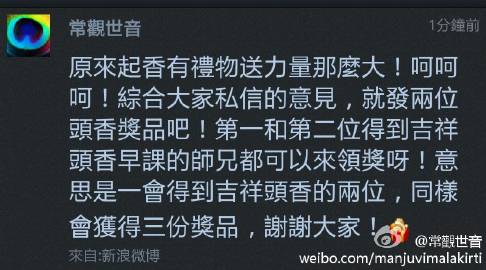 常觀世音
1分鐘前
原來起香有禮物送力量那麼大！呵呵
呵！綜合大家私信的意見，就發兩位
頭香獎品吧！第一和第二位得到吉祥
頭香早課的師兄都可以來領獎呀！意
思是一會得到吉祥頭香的兩位，同樣
會獲得三份獎品，謝謝大家！
來自:新浪微博
@常觀世音
weibo.com/manjuvimalakirti